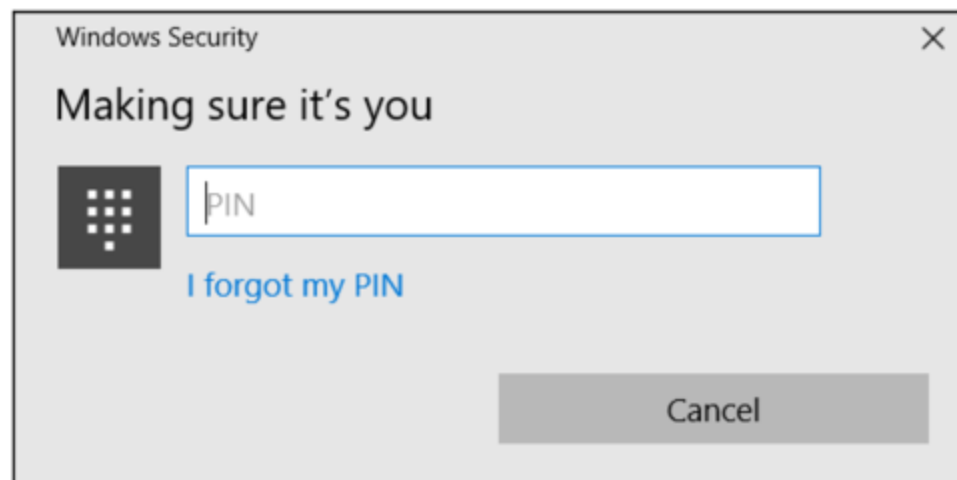 Windows Security
Making sure it's you
PIN
I forgot my PIN
Cancel